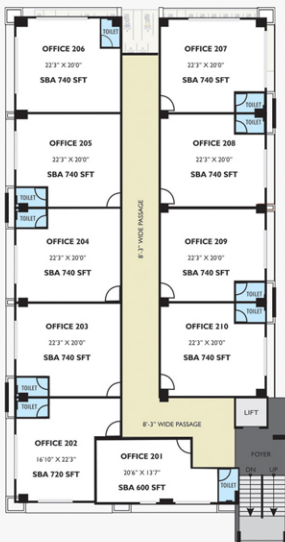 OFFICE 206
22'3" X 20'0"
SBA 740 SFT
TOILET
OFFICE 207
22'3" X 20'0"
SBA 740 SFT
TOILET
OFFICE 205
22'3" X 20'0"
SBA 740 SFT
TOILET
OFFICE 208
22'3" X 20'0"
SBA 740 SFT
TOILET
8'-3" WIDE PASSAGE
OFFICE 204
22'3" X 20'0"
SBA 740 SFT
TOILET
OFFICE 209
22'3" X 20'0"
SBA 740 SFT
TOILET
OFFICE 203
22'3" X 20'0"
SBA 740 SFT
TOILET
OFFICE 210
22'3" X 20'0"
SBA 740 SFT
TOILET
OFFICE 202
16'10" X 22'3"
SBA 720 SFT
TOILET
8'-3" WIDE PASSAGE
LIFT
FOYER
DN UP
OFFICE 201
20'6" X 13'7"
SBA 600 SFT
TOILET